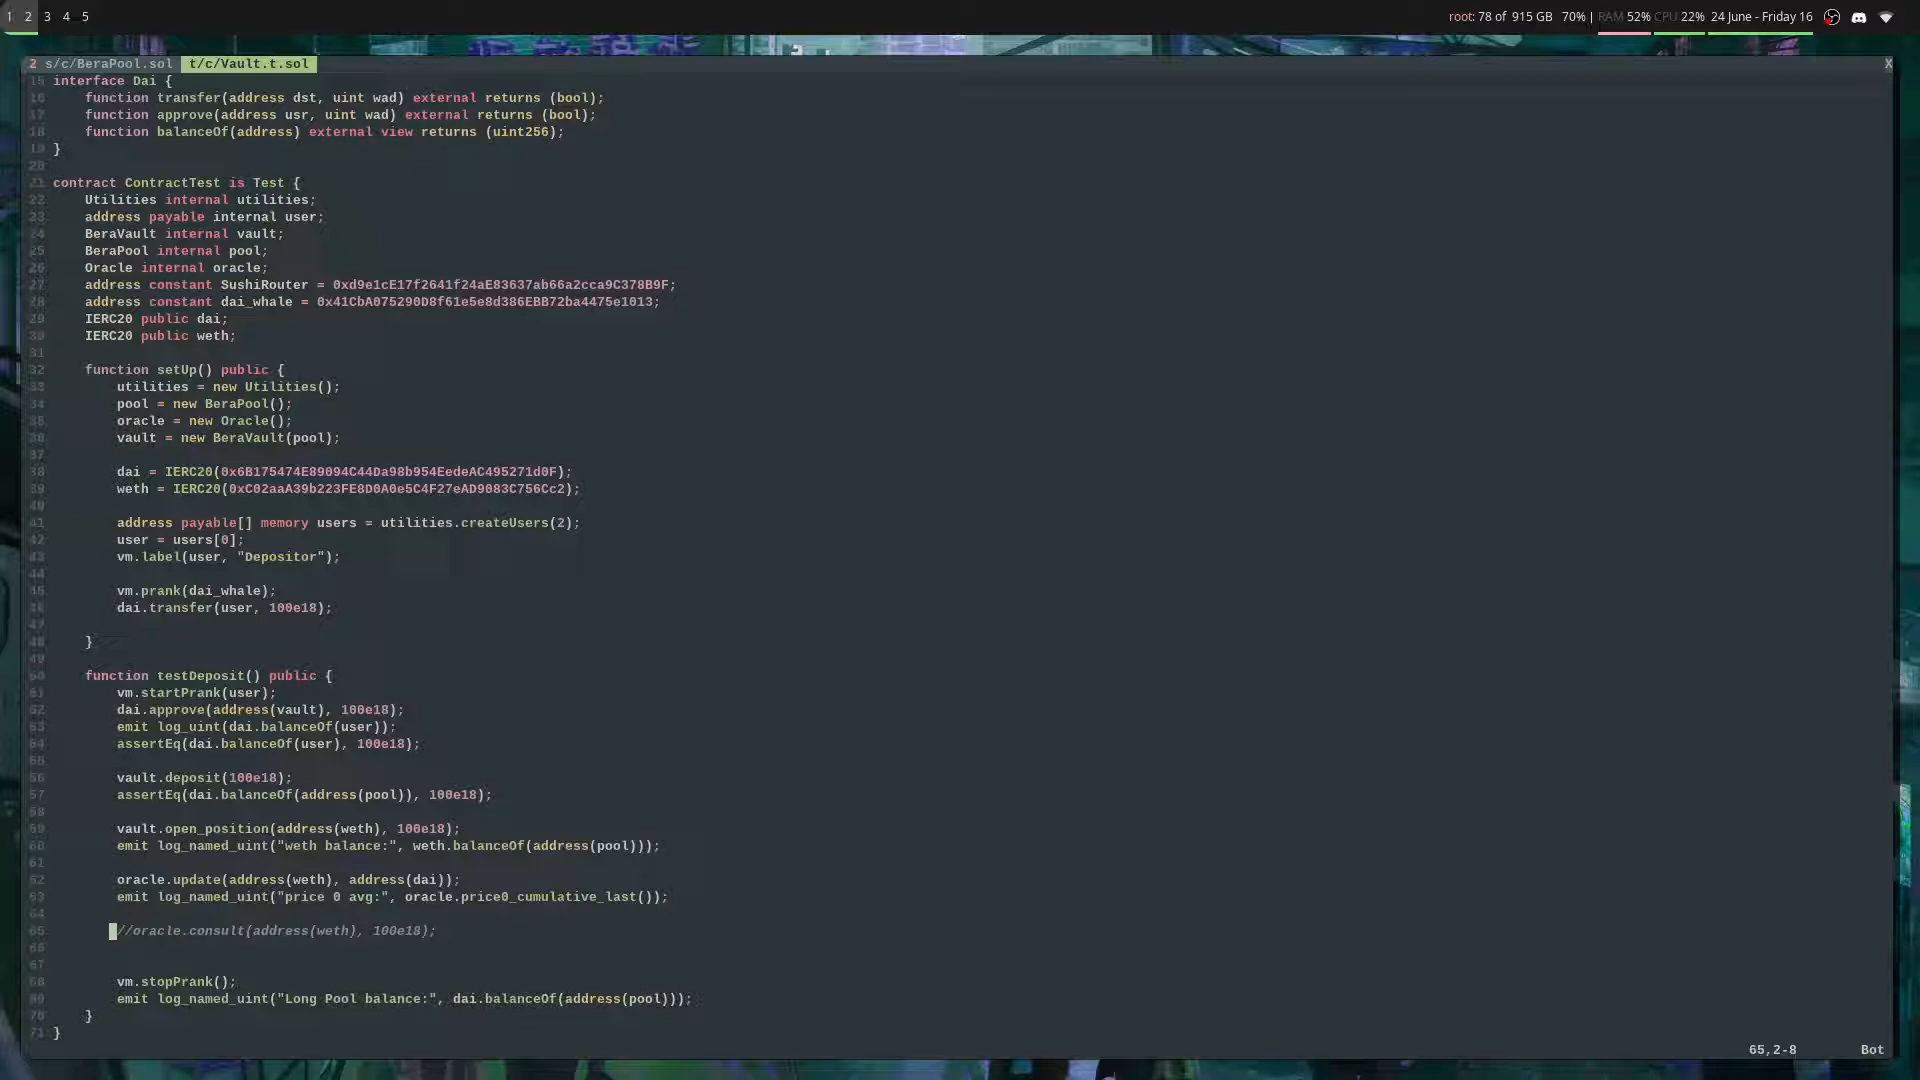 1 2 3 4 5 root: 78 of 915 GB 70% | RAM 52% CPU 22% 24 June - Friday 16
2 s/c/BeraPool.sol t/c/Vault.t.sol X
15 interface Dai {
16 function transfer(address dst, uint wad) external returns (bool);
17 function approve(address usr, uint wad) external returns (bool);
18 function balanceOf(address) external view returns (uint256);
19 }
20
21 contract ContractTest is Test {
22 Utilities internal utilities;
23 address payable internal user;
24 BeraVault internal vault;
25 BeraPool internal pool;
26 Oracle internal oracle;
27 address constant SushiRouter = 0xd9e1cE17f2641f24aE83637ab66a2cca9C378B9F;
28 address constant dai_whale = 0x41CbA075290D8f61e5e8d386EBB72ba4475e1013;
29 IERC20 public dai;
30 IERC20 public weth;
31
32 function setUp() public {
33 utilities = new Utilities();
34 pool = new BeraPool();
35 oracle = new Oracle();
36 vault = new BeraVault(pool);
37
38 dai = IERC20(0x6B175474E89094C44Da98b954EedeAC495271d0F);
39 weth = IERC20(0xC02aaA39b223FE8D0A0e5C4F27eAD9083C756Cc2);
40
41 address payable[] memory users = utilities.createUsers(2);
42 user = users[0];
43 vm.label(user, "Depositor");
44
45 vm.prank(dai_whale);
46 dai.transfer(user, 100e18);
47
48 }
49
50 function testDeposit() public {
51 vm.startPrank(user);
52 dai.approve(address(vault), 100e18);
53 emit log_uint(dai.balanceOf(user));
54 assertEq(dai.balanceOf(user), 100e18);
55
56 vault.deposit(100e18);
57 assertEq(dai.balanceOf(address(pool)), 100e18);
58
59 vault.open_position(address(weth), 100e18);
60 emit log_named_uint("weth balance:", weth.balanceOf(address(pool)));
61
62 oracle.update(address(weth), address(dai));
63 emit log_named_uint("price 0 avg:", oracle.price0_cumulative_last());
64
65 //oracle.consult(address(weth), 100e18);
66
67
68 vm.stopPrank();
69 emit log_named_uint("Long Pool balance:", dai.balanceOf(address(pool)));
70 }
71 }
65,2-8 Bot